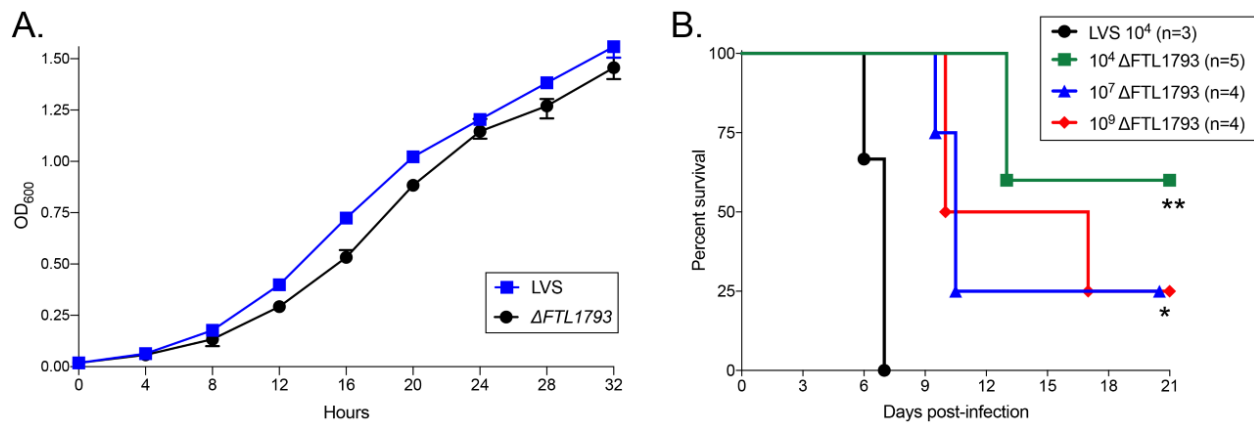 A.
OD600
1.50
1.25
1.00
0.75
0.50
0.25
0.00
0 4 8 12 16 20 24 28 32
Hours
LVS
ΔFTL1793
B.
LVS 10⁴ (n=3)
10⁴ ΔFTL1793 (n=5)
10⁷ ΔFTL1793 (n=4)
10⁹ ΔFTL1793 (n=4)
Percent survival
100
75
50
25
0
**
*
0 3 6 9 12 15 18 21
Days post-infection